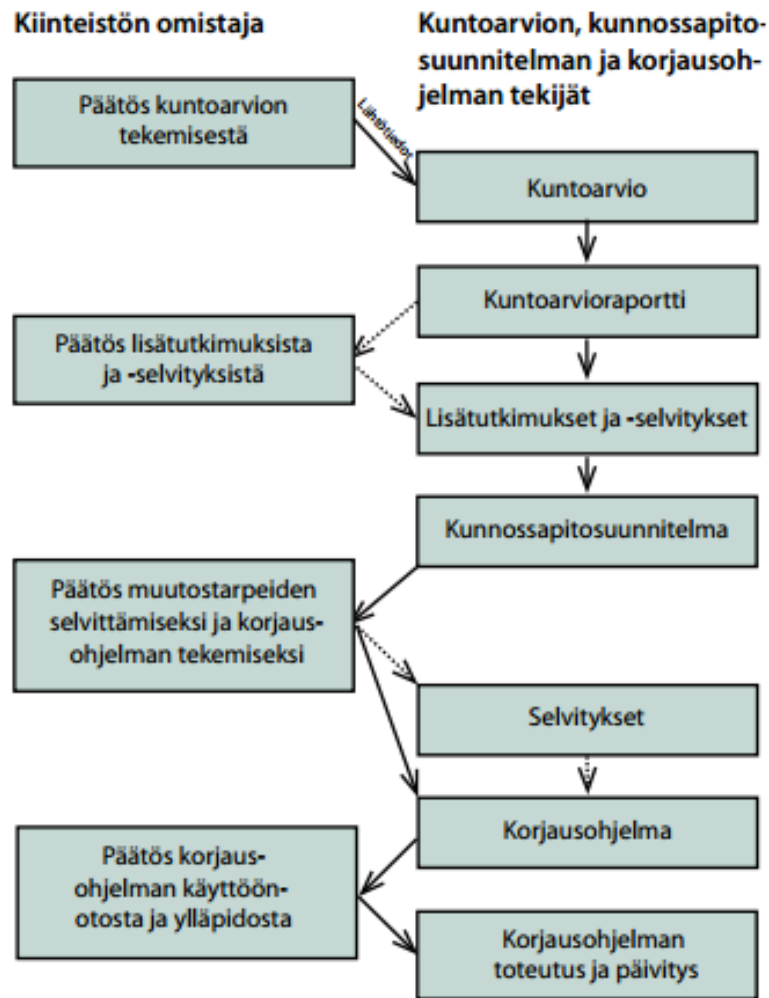 Kiinteistön omistaja
Kuntoarvion, kunnossapito-
suunnitelman ja korjausoh-
jelman tekijät
Päätös kuntoarvion
tekemisestä
Lähtötiedot
Kuntoarvio
Kuntoarvioraportti
Päätös lisätutkimuksista
ja -selvityksistä
Lisätutkimukset ja -selvitykset
Kunnossapitosuunnitelma
Päätös muutostarpeiden
selvittämiseksi ja korjaus-
ohjelman tekemiseksi
Selvitykset
Korjausohjelma
Päätös korjaus-
ohjelman käyttöön-
otosta ja ylläpidosta
Korjausohjelman
toteutus ja päivitys